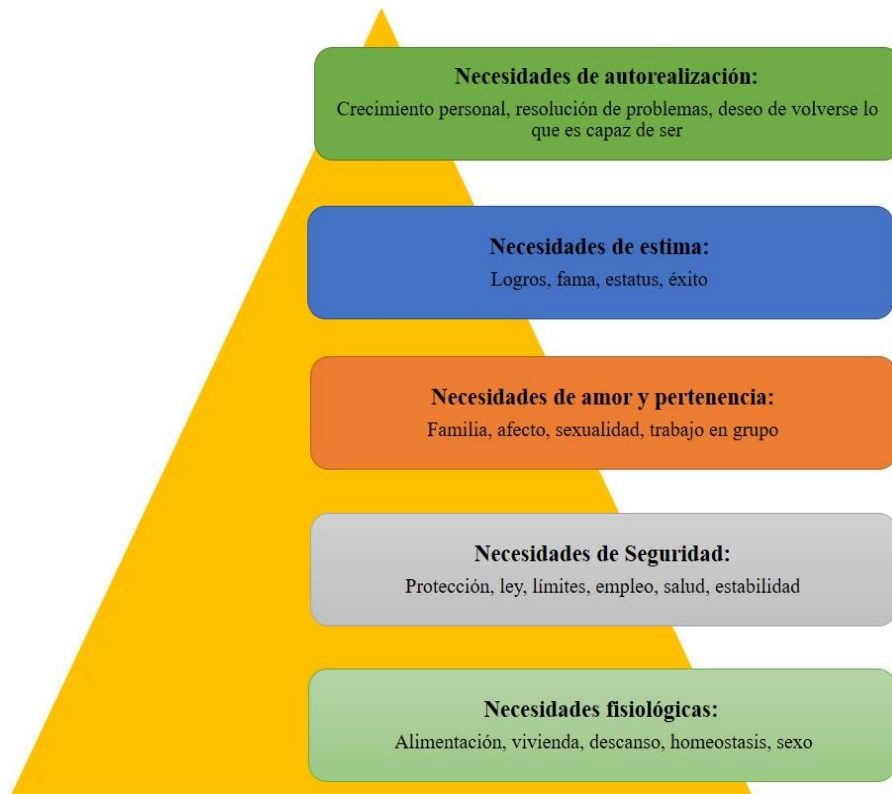 Necesidades de autorealización:
Crecimiento personal, resolución de problemas, deseo de volverse lo
que es capaz de ser
Necesidades de estima:
Logros, fama, estatus, éxito
Necesidades de amor y pertenencia:
Familia, afecto, sexualidad, trabajo en grupo
Necesidades de Seguridad:
Protección, ley, límites, empleo, salud, estabilidad
Necesidades fisiológicas:
Alimentación, vivienda, descanso, homeostasis, sexo